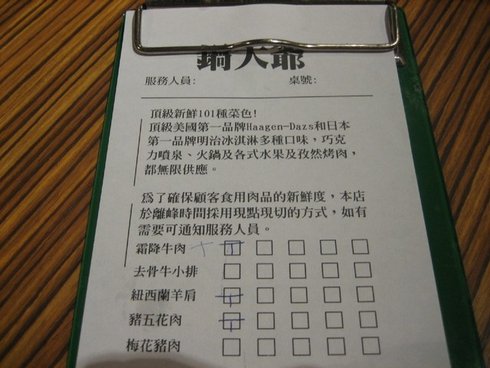 鍋大爺
服務人員: 桌號:
頂級新鮮101種菜色!
頂級美國第一品牌Haagen-Dazs和日本
第一品牌明治冰淇淋多種口味，巧克
力噴泉、火鍋及各式水果及孜然烤肉，
都無限供應。
為了確保顧客食用肉品的新鮮度，本店
於離峰時間採用現點現切的方式，如有
需要可通知服務人員。
霜降牛肉
去骨牛小排
紐西蘭羊肩
豬五花肉
梅花豬肉